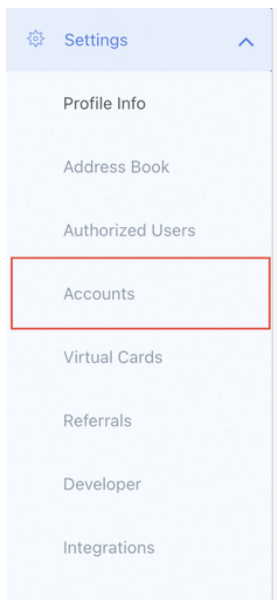 Settings
Profile Info
Address Book
Authorized Users
Accounts
Virtual Cards
Referrals
Developer
Integrations